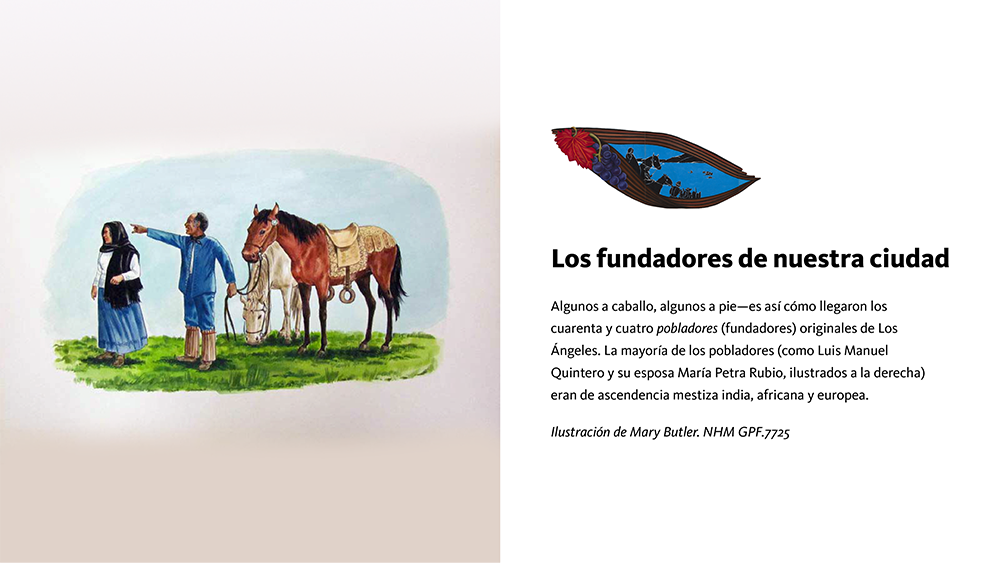 Los fundadores de nuestra ciudad
Algunos a caballo, algunos a pie—es así cómo llegaron los
cuarenta y cuatro pobladores (fundadores) originales de Los
Ángeles. La mayoría de los pobladores (como Luis Manuel
Quintero y su esposa María Petra Rubio, ilustrados a la derecha)
eran de ascendencia mestiza india, africana y europea.
Ilustración de Mary Butler. NHM GPF.7725